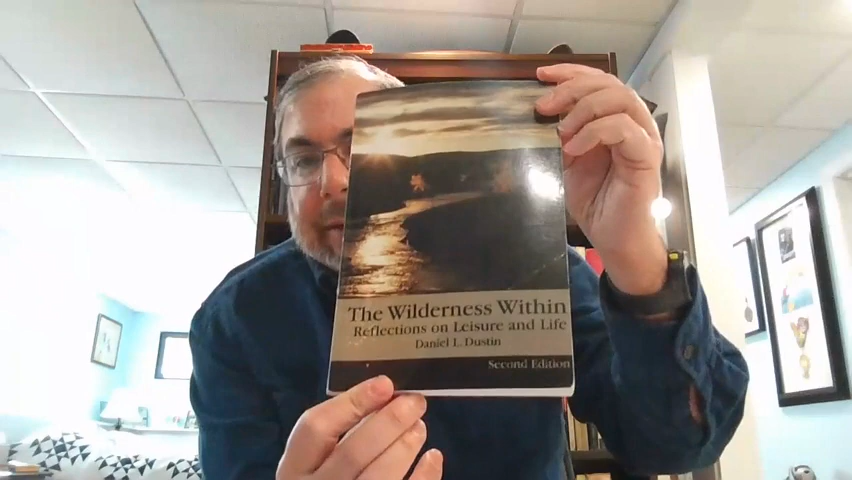 The Wilderness Within
Reflections on Leisure and Life
Daniel L. Dustin
Second Edition